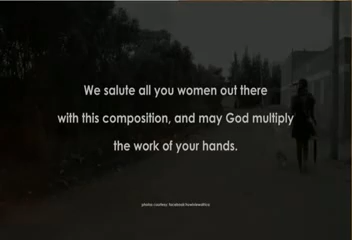 We salute all you women out there
with this composition, and may God multiply
the work of your hands.